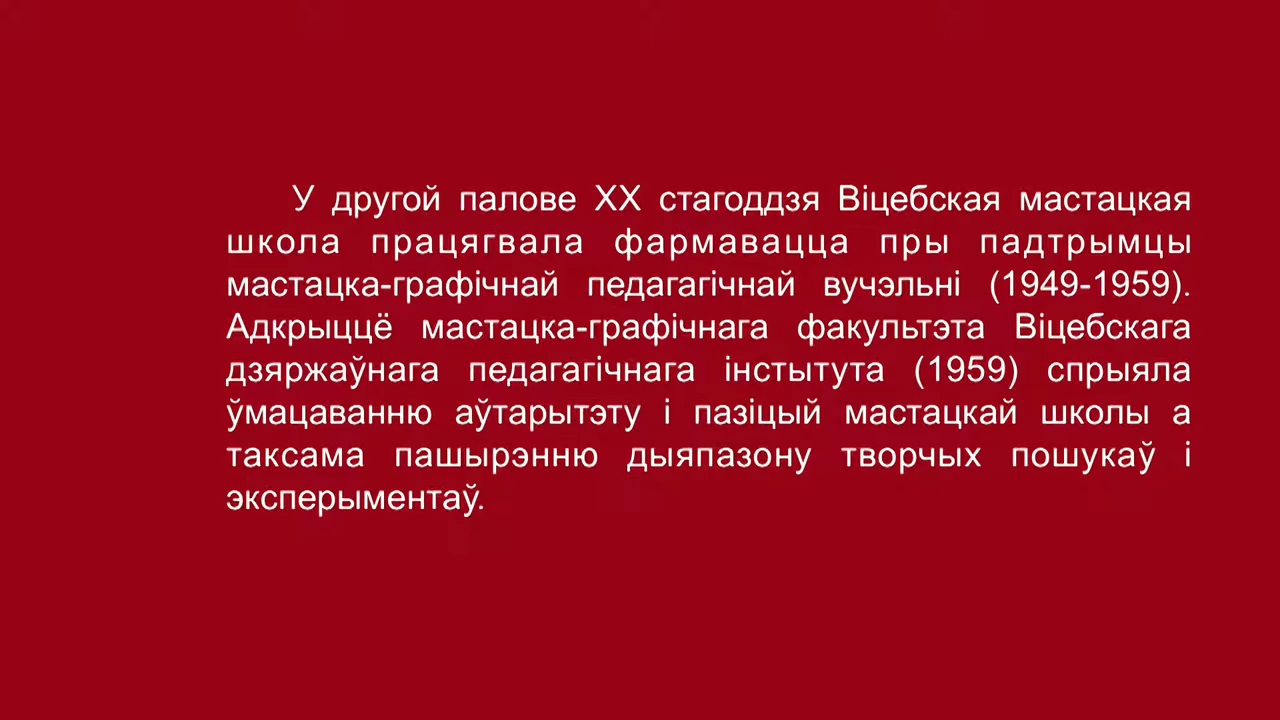 У другой палове ХХ стагоддзя Віцебская мастацкая
школа працягвала фармавацца пры падтрымцы
мастацка-графічнай педагагічнай вучэльні (1949-1959).
Адкрыццё мастацка-графічнага факультэта Віцебскага
дзяржаўнага педагагічнага інстытута (1959) спрыяла
ўмацаванню аўтарытэту і пазіцый мастацкай школы а
таксама пашырэнню дыяпазону творчых пошукаў і
эксперыментаў.